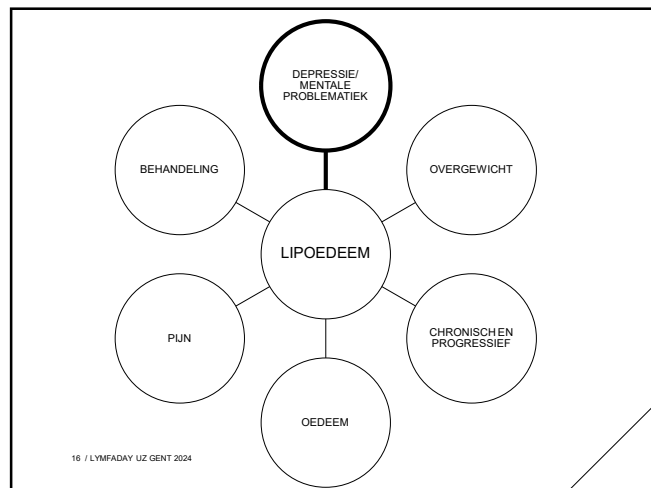 DEPRESSIE/
MENTALE
PROBLEMATIEK
BEHANDELING
OVERGEWICHT
LIPOEDEEM
PIJN
CHRONISCH EN
PROGRESSIEF
OEDEEM
16 / LYMFADAY UZ GENT 2024